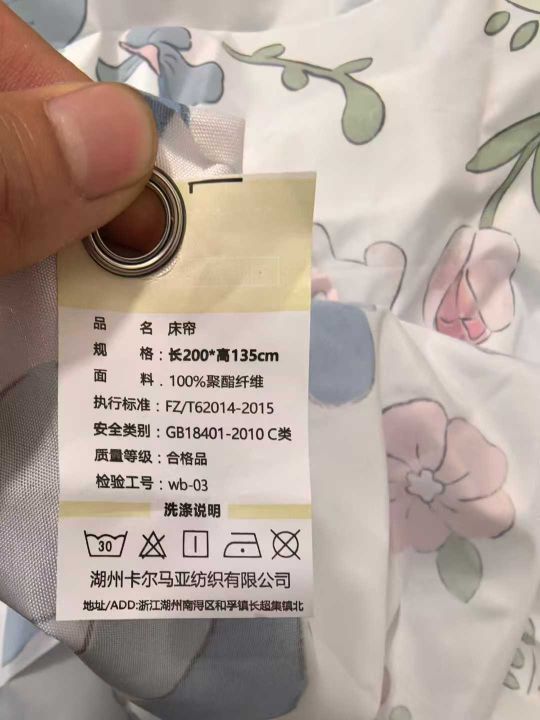 品 名 床帘
规 格:长200*高135cm
面 料.100%聚酯纤维
执行标准:FZ/T62014-2015
安全类别:GB18401-2010 C类
质量等级:合格品
检验工号:wb-03
洗涤说明
30
湖州卡尔马亚纺织有限公司
地址/ADD:浙江湖州南浔区和孚镇长超集镇北